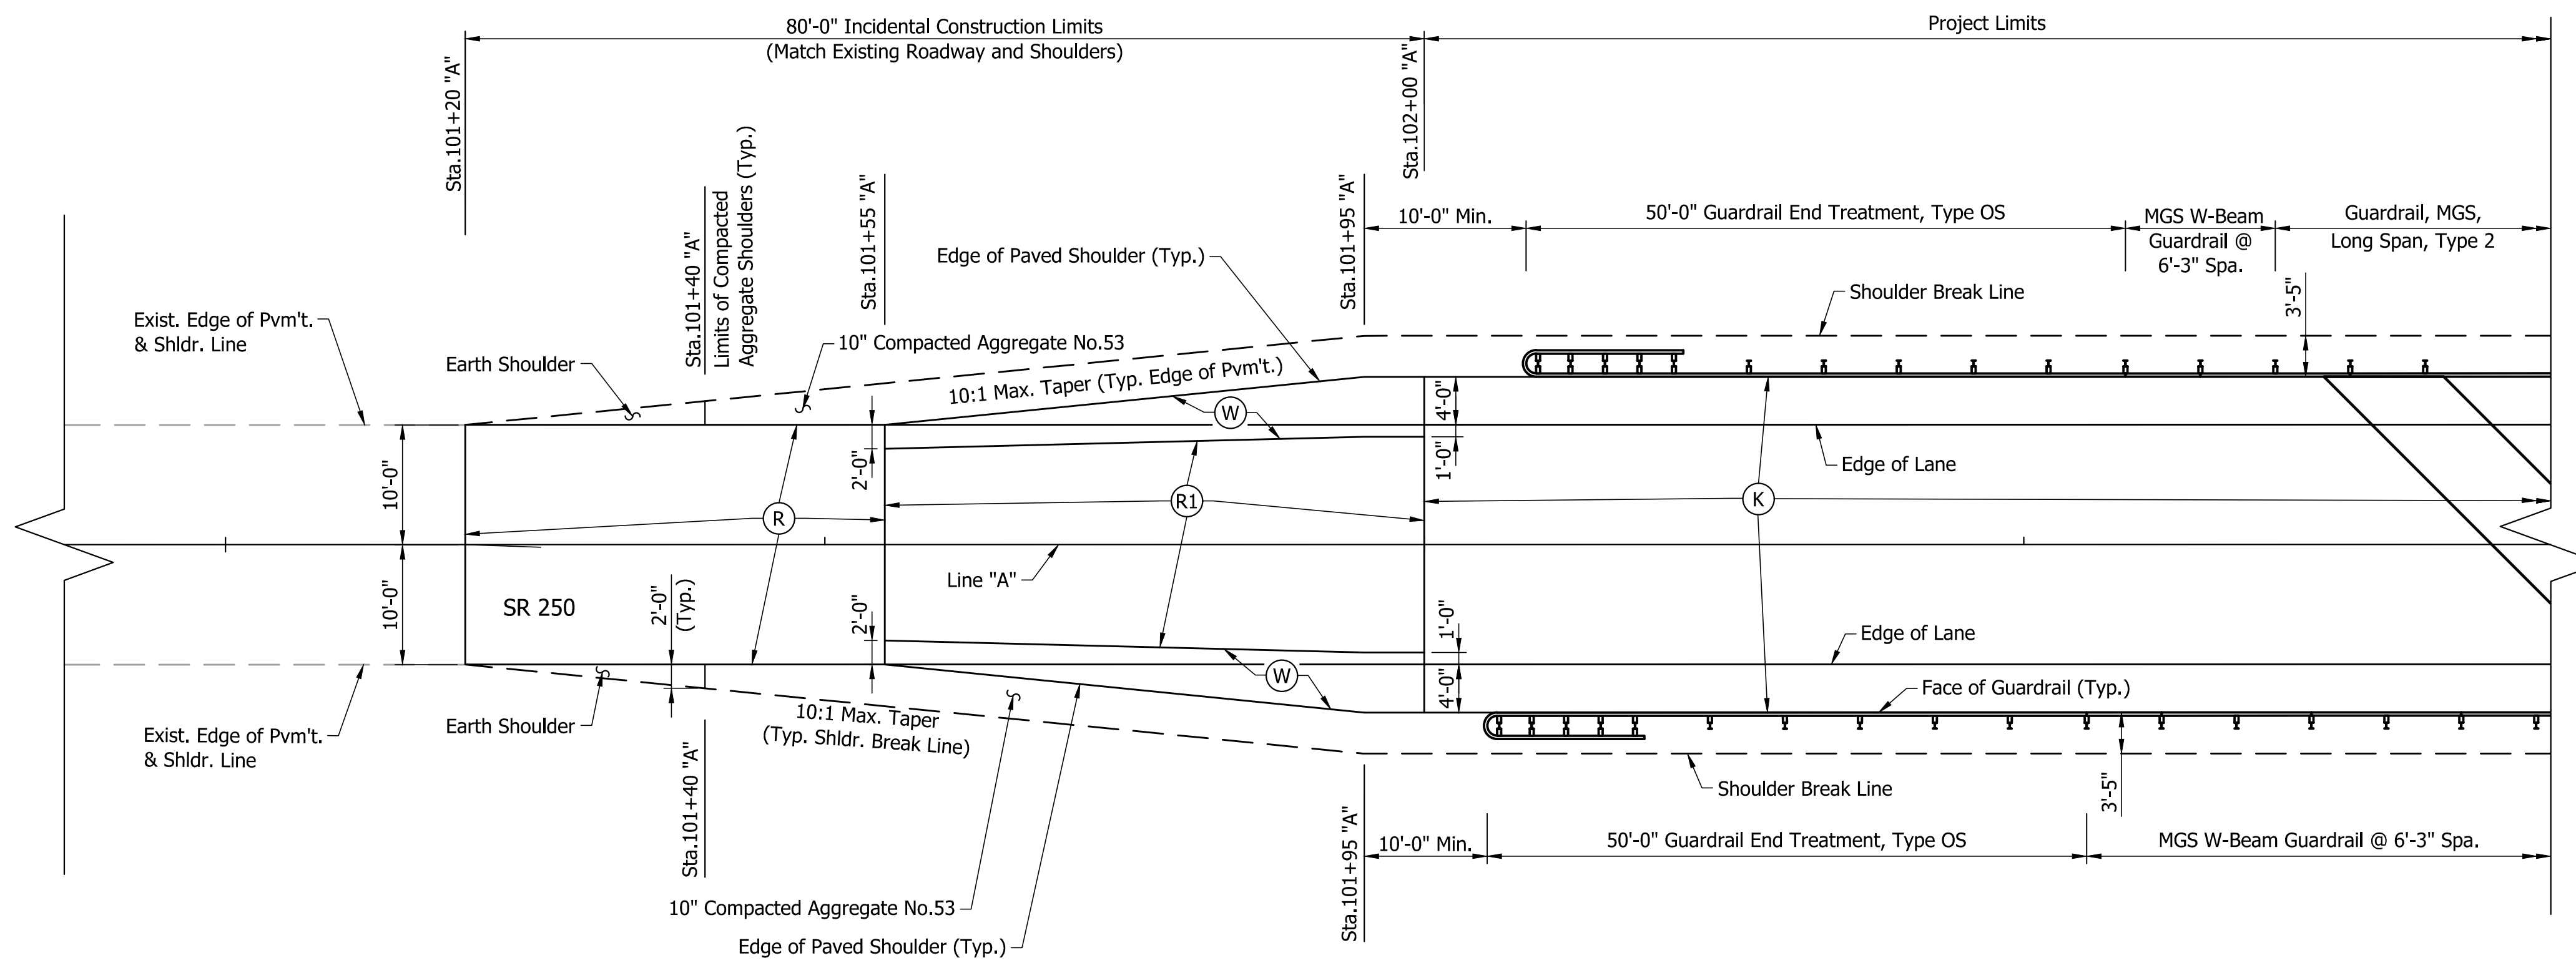 80'-0" Incidental Construction Limits
(Match Existing Roadway and Shoulders)
Project Limits
Sta.101+20 "A"
Sta.101+40 "A"
Limits of Compacted
Aggregate Shoulders (Typ.)
Sta.101+55 "A"
Sta.101+95 "A"
Sta.102+00 "A"
10'-0" Min.
50'-0" Guardrail End Treatment, Type OS
MGS W-Beam
Guardrail @
6'-3" Spa.
Guardrail, MGS,
Long Span, Type 2
Edge of Paved Shoulder (Typ.)
Shoulder Break Line
3'-5"
Exist. Edge of Pvm't.
& Shldr. Line
Earth Shoulder
10" Compacted Aggregate No.53
10:1 Max. Taper (Typ. Edge of Pvm't.)
W
4'-0"
1'-0"
2'-0"
10'-0"
Edge of Lane
R
R1
K
Line "A"
SR 250
10'-0"
2'-0"
(Typ.)
2'-0"
1'-0"
4'-0"
Edge of Lane
W
Face of Guardrail (Typ.)
Exist. Edge of Pvm't.
& Shldr. Line
Earth Shoulder
10:1 Max. Taper
(Typ. Shldr. Break Line)
Shoulder Break Line
3'-5"
Sta.101+40 "A"
Sta.101+95 "A"
10'-0" Min.
50'-0" Guardrail End Treatment, Type OS
MGS W-Beam Guardrail @ 6'-3" Spa.
10" Compacted Aggregate No.53
Edge of Paved Shoulder (Typ.)